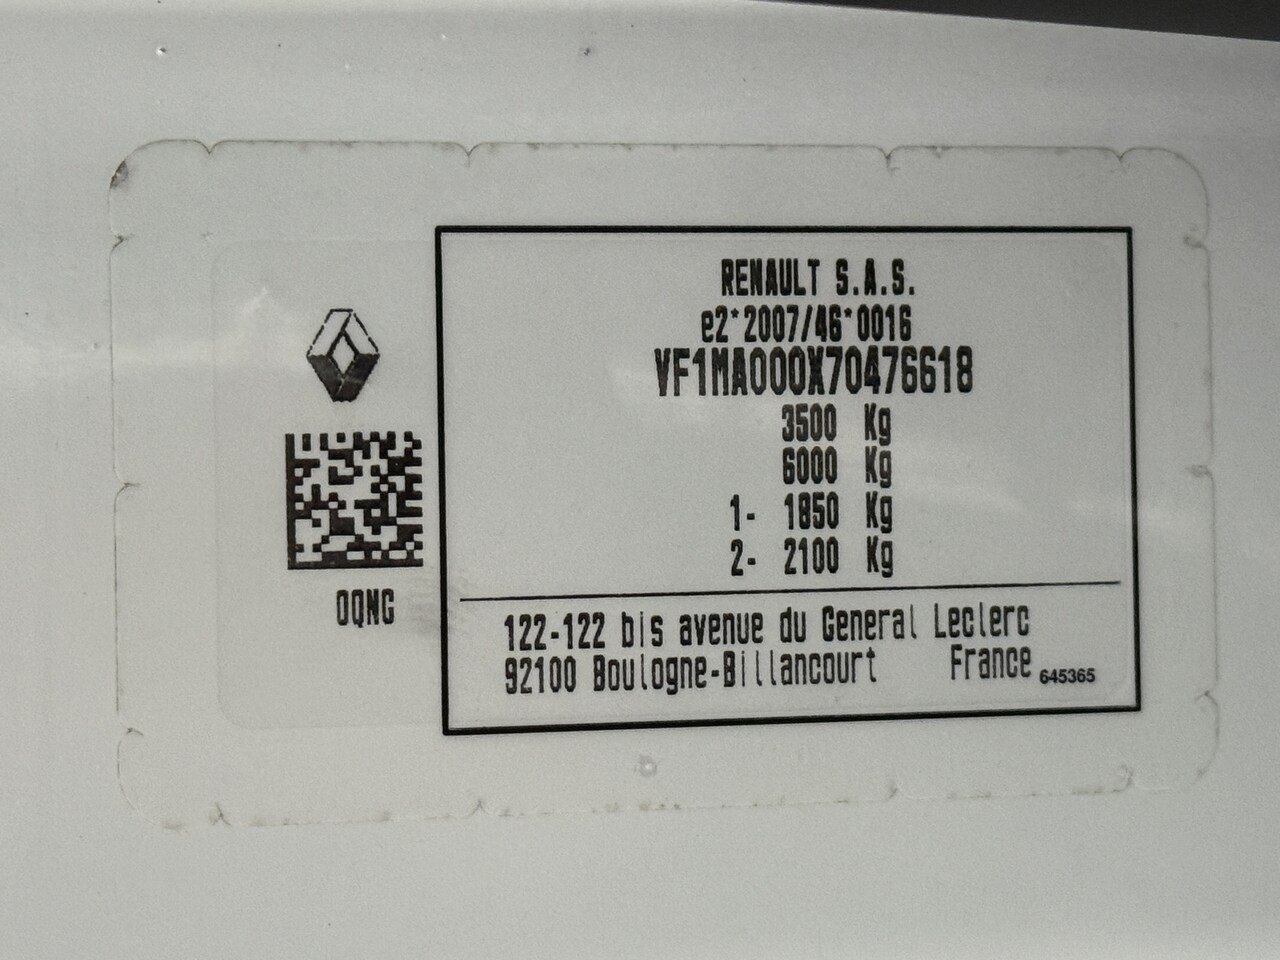 RENAULT S.A.S.
e2*2007/46*0016
VF1MA000X70476618
3500 Kg
6000 Kg
1- 1850 Kg
2- 2100 Kg
0QNG
122-122 bis avenue du General Leclerc
92100 Boulogne-Billancourt France 645365